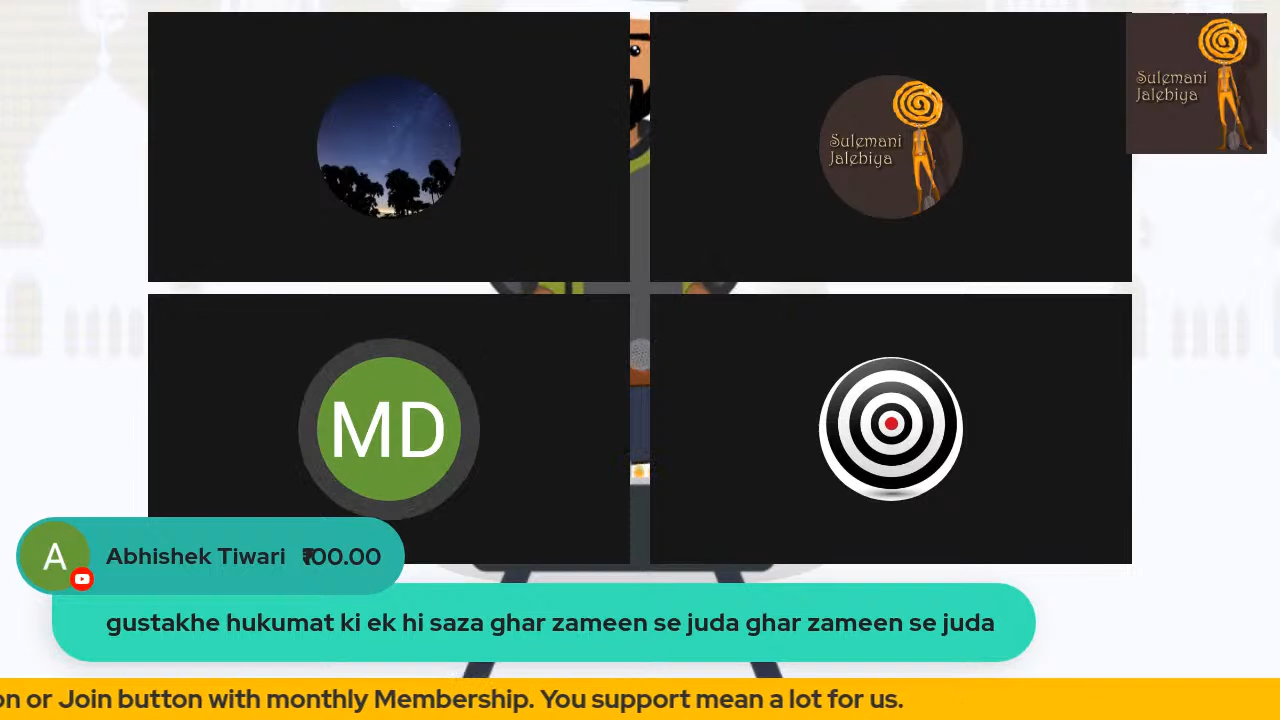 Sulemani
Jalebiya
Sulemani
Jalebiya
MD
A
Abhishek Tiwari ₹100.00
gustakhe hukumat ki ek hi saza ghar zameen se juda ghar zameen se juda
on or Join button with monthly Membership. You support mean a lot for us.